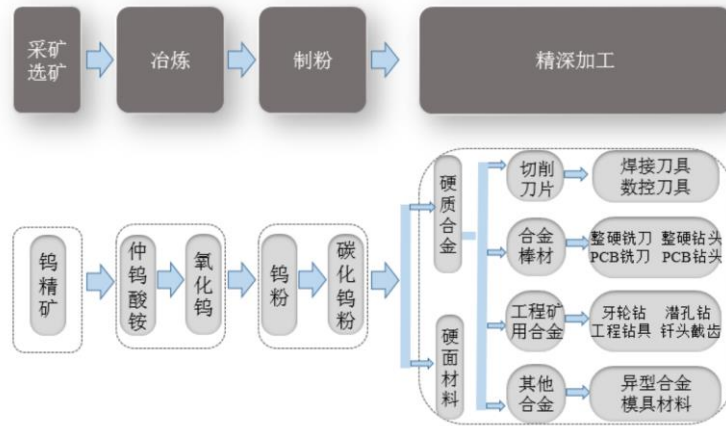 采矿
选矿
冶炼
制粉
精深加工
钨精矿
仲钨酸铵
氧化钨
钨粉
碳化钨粉
硬质合金
硬面材料
切削
刀片
焊接刀具
数控刀具
合金
棒材
整硬铣刀 整硬钻头
PCB铣刀 PCB钻头
工程矿
用合金
牙轮钻 潜孔钻
工程钻具 钎头截齿
其他
合金
异型合金
模具材料